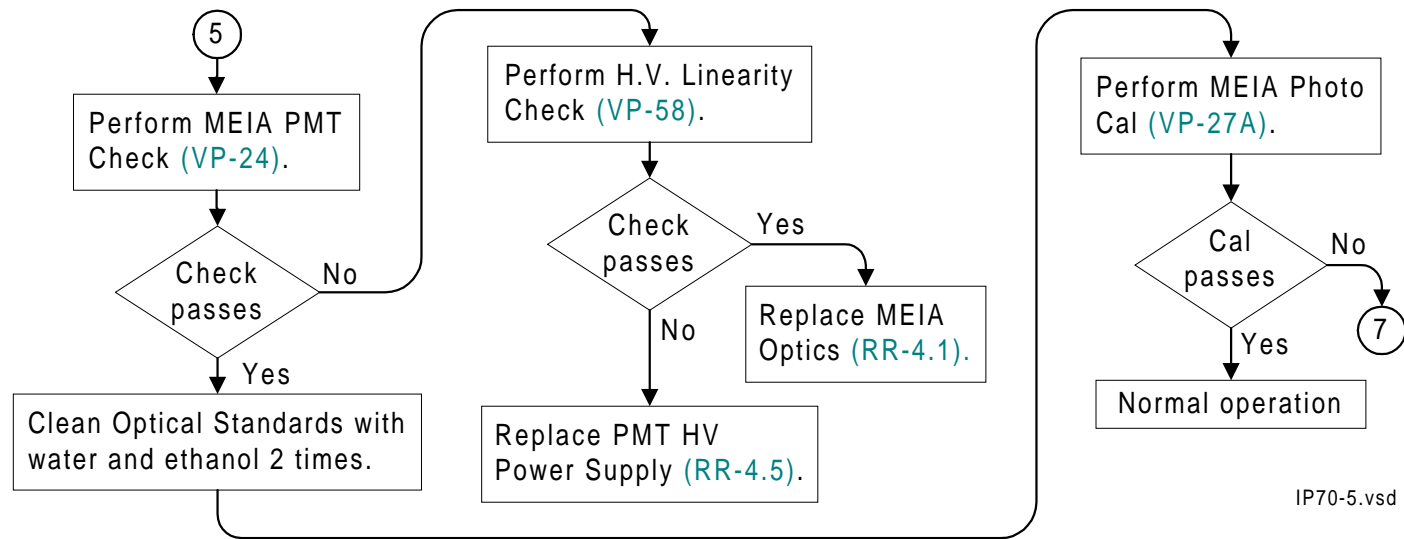 5
Perform MEIA PMT
Check (VP-24).
Check
passes
No
Yes
Clean Optical Standards with
water and ethanol 2 times.
Perform H.V. Linearity
Check (VP-58).
Check
passes
Yes
No
Replace MEIA
Optics (RR-4.1).
Replace PMT HV
Power Supply (RR-4.5).
Perform MEIA Photo
Cal (VP-27A).
Cal
passes
No
7
Yes
Normal operation
IP70-5.vsd